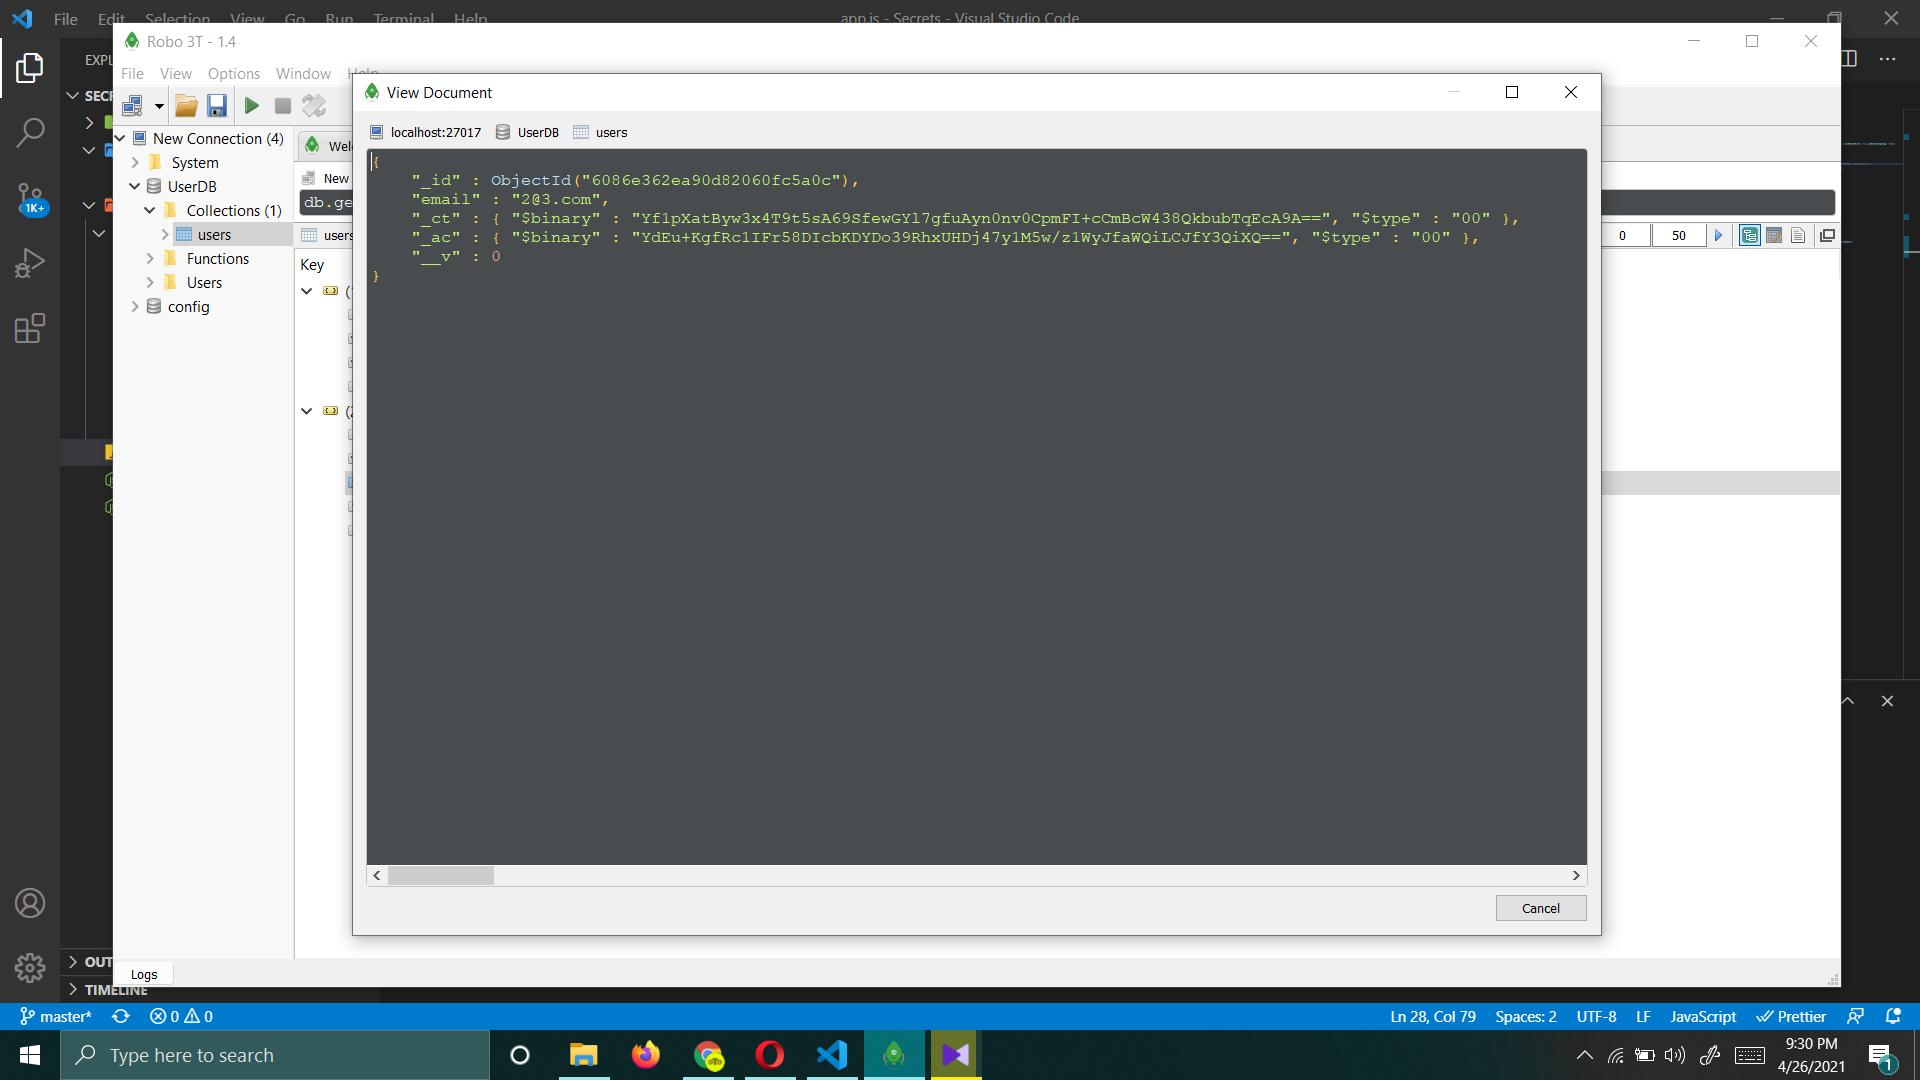 File Edit Selection View Go Run Terminal Help
app.js - Secrets - Visual Studio Code
Robo 3T - 1.4
File View Options Window Help
View Document
localhost:27017 UserDB users
{
"_id" : ObjectId("6086e362ea90d82060fc5a0c"),
"email" : "2@3.com",
"_ct" : { "$binary" : "Yf1pXatByw3x4T9t5sA69SfewGYl7gfuAyn0nv0CpmFI+cCmBcW438QkbubTqEcA9A==", "$type" : "00" },
"_ac" : { "$binary" : "YdEu+KgfRc1IFr58DIcbKDYDo39RhxUHDj47y1M5w/z1WyJfaWQiLCJfY3QiXQ==", "$type" : "00" },
"__v" : 0
}
Cancel
EXPL
SECR
1K+
New Connection (4)
System
UserDB
Collections (1)
users
Functions
Users
config
Wel
New
db.ge
users
0 50
Key
(1
(2
Logs
OUT
TIMELINE
master* 0 0
Ln 28, Col 79 Spaces: 2 UTF-8 LF JavaScript Prettier
Type here to search
9:30 PM
4/26/2021
1